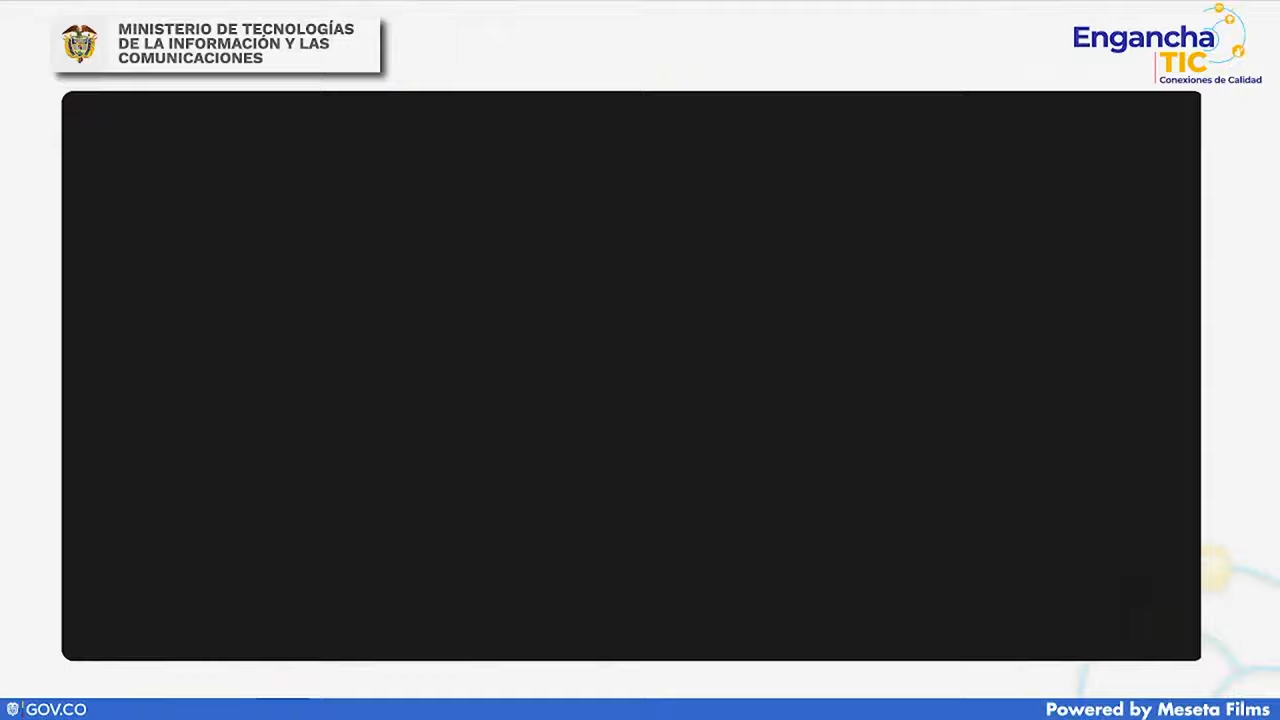 MINISTERIO DE TECNOLOGÍAS
DE LA INFORMACIÓN Y LAS
COMUNICACIONES
Engancha
TIC
Conexiones de Calidad
GOV.CO
Powered by Meseta Films